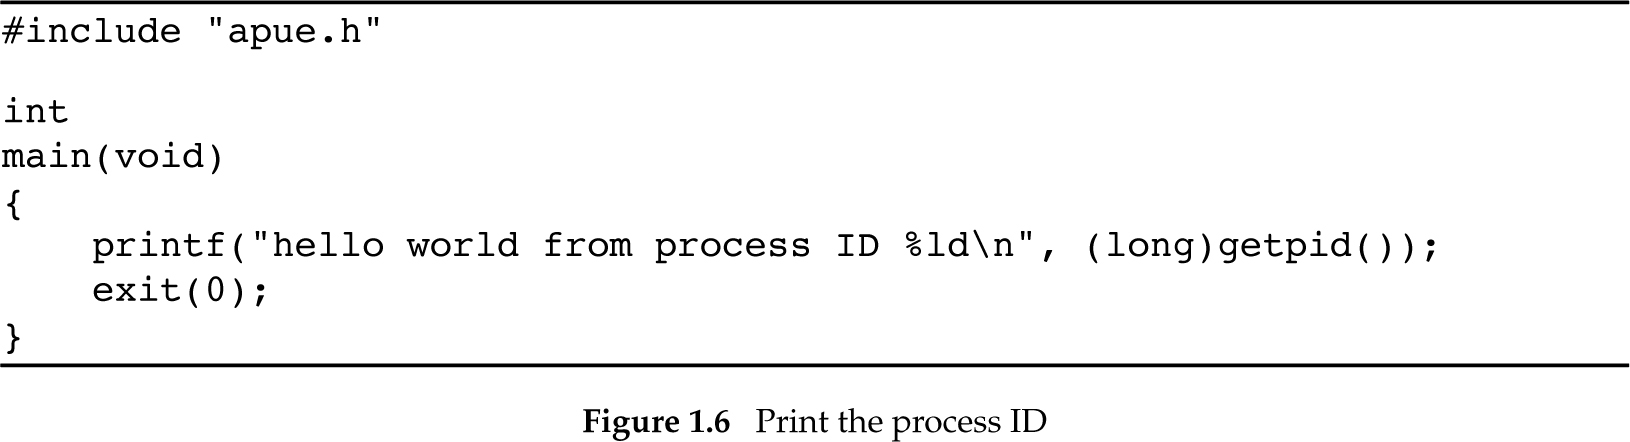 #include "apue.h"
int
main(void)
{
    printf("hello world from process ID %ld\n", (long)getpid());
    exit(0);
}
Figure 1.6 Print the process ID